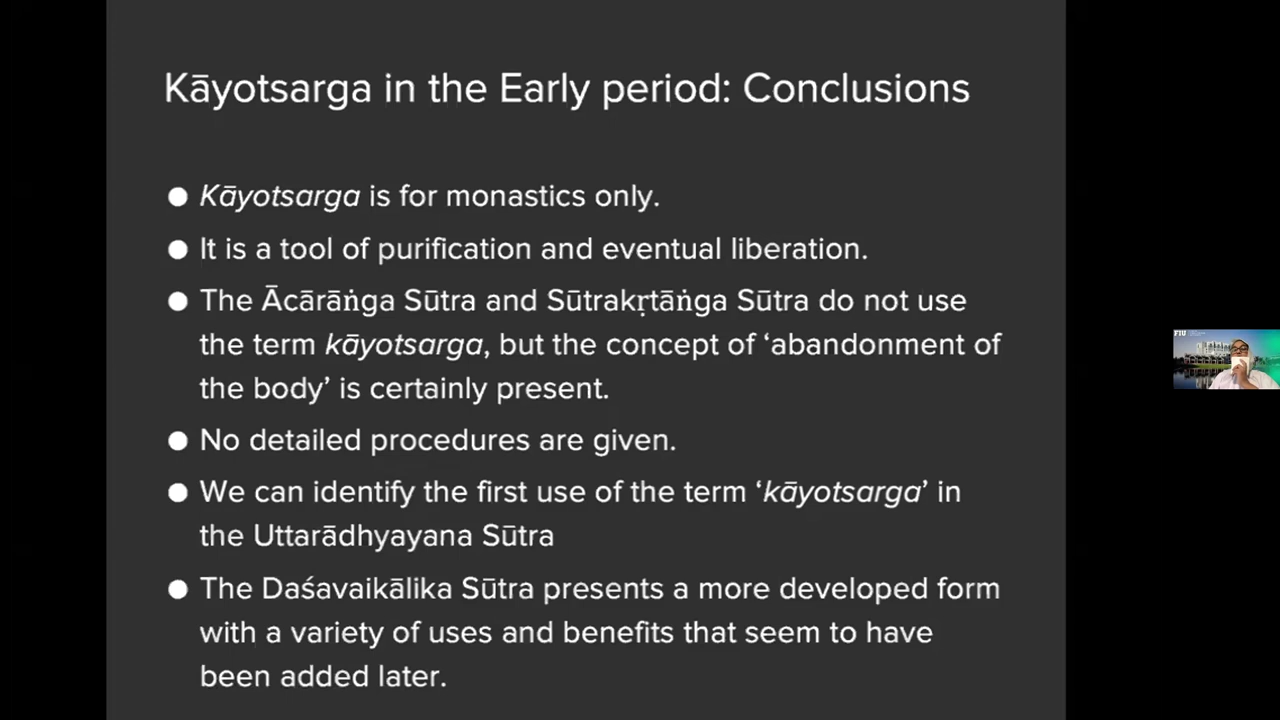 Kāyotsarga in the Early period: Conclusions
● Kāyotsarga is for monastics only.
● It is a tool of purification and eventual liberation.
● The Ācārāṅga Sūtra and Sūtrakṛtāṅga Sūtra do not use
the term kāyotsarga, but the concept of ‘abandonment of
the body’ is certainly present.
● No detailed procedures are given.
● We can identify the first use of the term ‘kāyotsarga’ in
the Uttarādhyayana Sūtra
● The Daśavaikālika Sūtra presents a more developed form
with a variety of uses and benefits that seem to have
been added later.
FIU